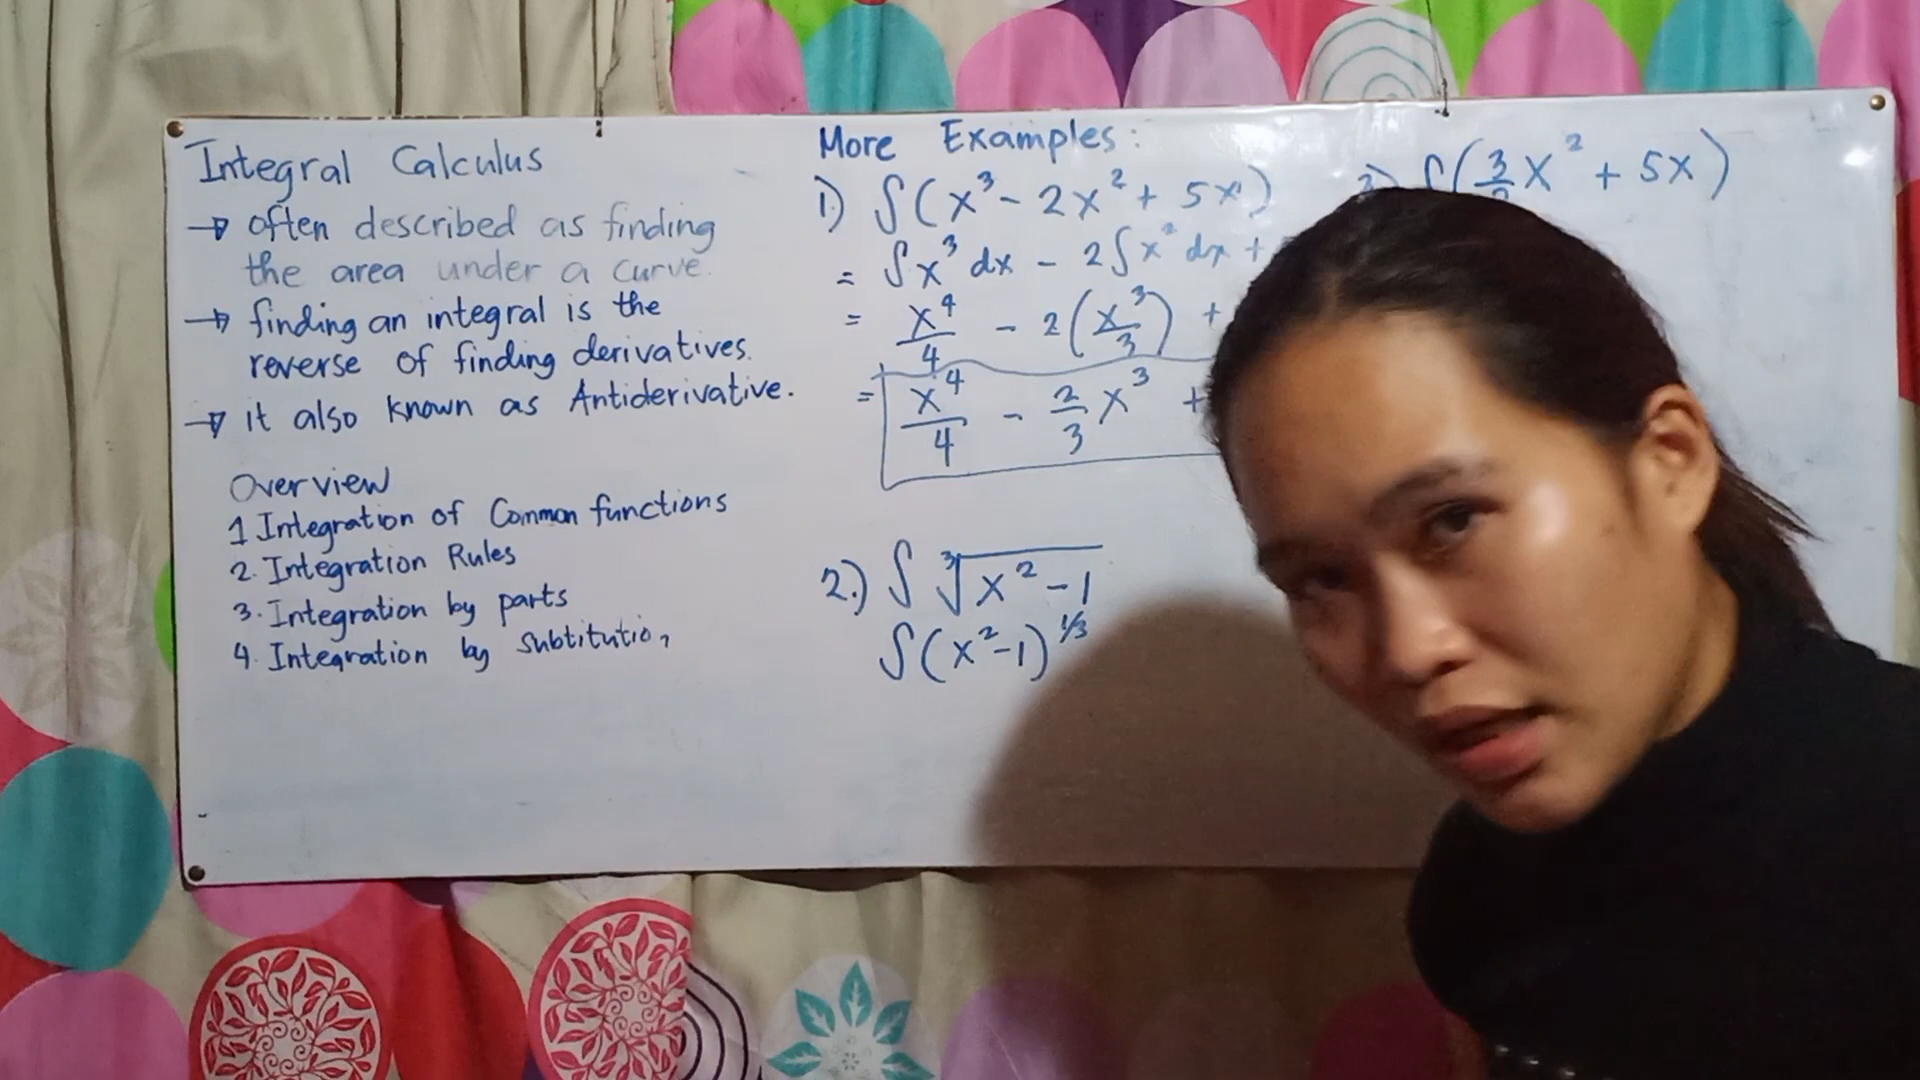 Integral Calculus
→ often described as finding
the area under a curve.
→ finding an integral is the
reverse of finding derivatives.
→ it also known as Antiderivative.
Overview
1 Integration of Common functions
2. Integration Rules
3. Integration by parts
4. Integration by subtitution
More Examples:
1) ∫(x³ - 2x² + 5x)
= ∫x³ dx - 2∫x² dx +
= x⁴/4 - 2(x³/3) +
= x⁴/4 - 2/3 x³ +
2.) ∫ ∛(x² - 1)
∫(x²-1)^1/3
∫(3/ x² + 5x)